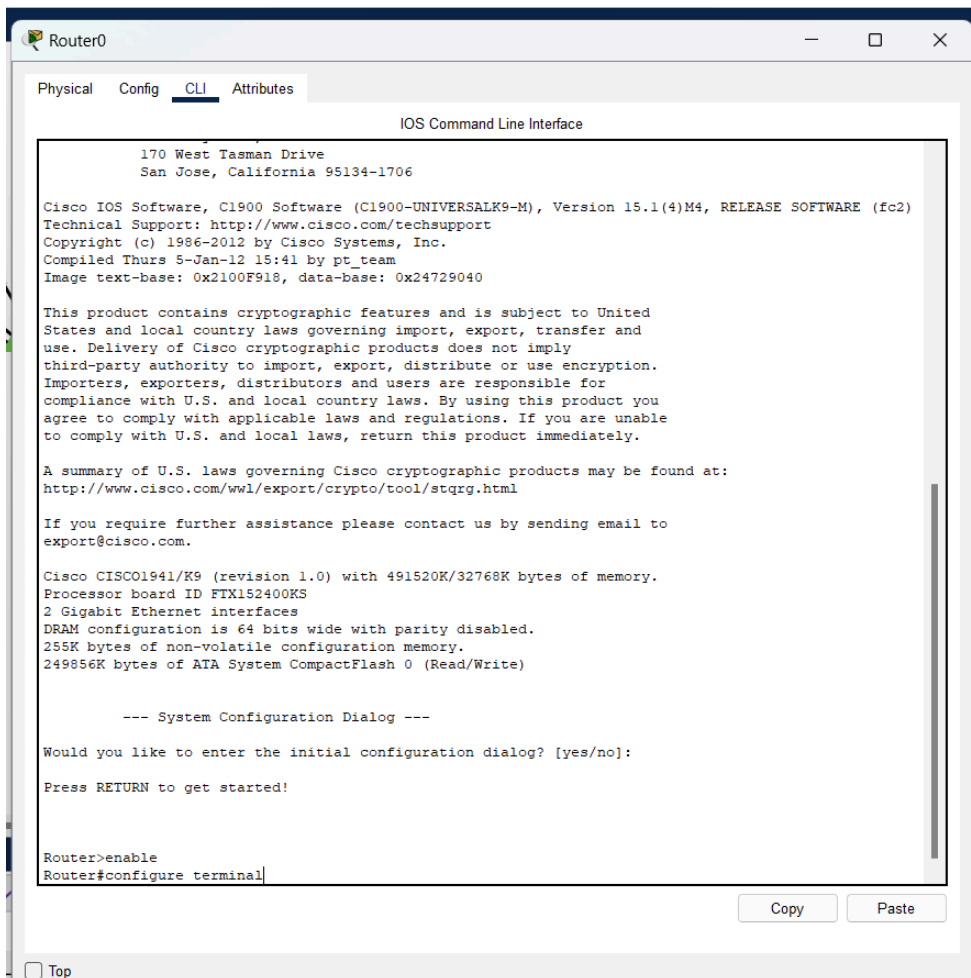 Router0
Physical Config CLI Attributes
IOS Command Line Interface
170 West Tasman Drive
San Jose, California 95134-1706
Cisco IOS Software, C1900 Software (C1900-UNIVERSALK9-M), Version 15.1(4)M4, RELEASE SOFTWARE (fc2)
Technical Support: http://www.cisco.com/techsupport
Copyright (c) 1986-2012 by Cisco Systems, Inc.
Compiled Thurs 5-Jan-12 15:41 by pt_team
Image text-base: 0x2100F918, data-base: 0x24729040
This product contains cryptographic features and is subject to United
States and local country laws governing import, export, transfer and
use. Delivery of Cisco cryptographic products does not imply
third-party authority to import, export, distribute or use encryption.
Importers, exporters, distributors and users are responsible for
compliance with U.S. and local country laws. By using this product you
agree to comply with applicable laws and regulations. If you are unable
to comply with U.S. and local laws, return this product immediately.
A summary of U.S. laws governing Cisco cryptographic products may be found at:
http://www.cisco.com/wwl/export/crypto/tool/stqrg.html
If you require further assistance please contact us by sending email to
export@cisco.com.
Cisco CISCO1941/K9 (revision 1.0) with 491520K/32768K bytes of memory.
Processor board ID FTX152400KS
2 Gigabit Ethernet interfaces
DRAM configuration is 64 bits wide with parity disabled.
255K bytes of non-volatile configuration memory.
249856K bytes of ATA System CompactFlash 0 (Read/Write)
--- System Configuration Dialog ---
Would you like to enter the initial configuration dialog? [yes/no]:
Press RETURN to get started!
Router>enable
Router#configure terminal
Copy Paste
Top